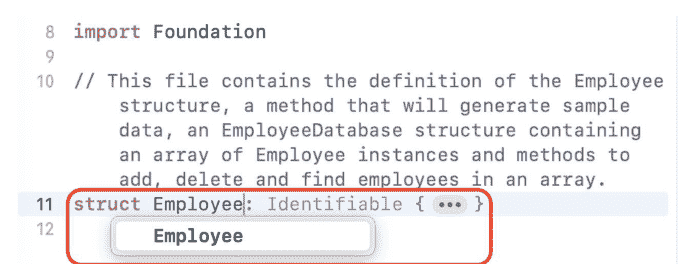 8 import Foundation
9
10 // This file contains the definition of the Employee
structure, a method that will generate sample
data, an EmployeeDatabase structure containing
an array of Employee instances and methods to
add, delete and find employees in an array.
11 struct Employee: Identifiable { ••• }
12
Employee